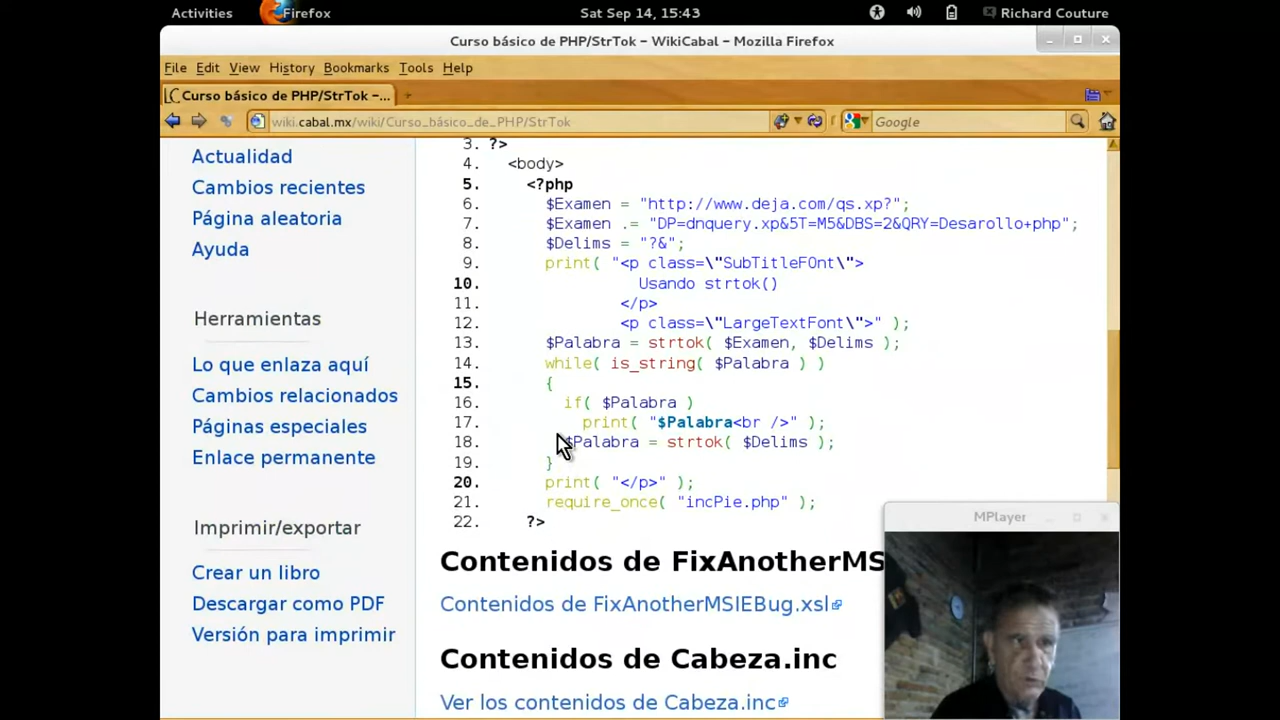 Activities Firefox Sat Sep 14, 15:43 Richard Couture
Curso básico de PHP/StrTok – WikiCabal – Mozilla Firefox
File Edit View History Bookmarks Tools Help
Curso básico de PHP/StrTok –...
wiki.cabal.mx/wiki/Curso_básico_de_PHP/StrTok Google
Actualidad
Cambios recientes
Página aleatoria
Ayuda
Herramientas
Lo que enlaza aquí
Cambios relacionados
Páginas especiales
Enlace permanente
Imprimir/exportar
Crear un libro
Descargar como PDF
Versión para imprimir
3. ?>
4. <body>
5. <?php
6. $Examen = "http://www.deja.com/qs.xp?";
7. $Examen .= "DP=dnquery.xp&5T=M5&DBS=2&QRY=Desarollo+php";
8. $Delims = "?&";
9. print( "<p class=\"SubTitleFOnt\">
10. Usando strtok()
11. </p>
12. <p class=\"LargeTextFont\">" );
13. $Palabra = strtok( $Examen, $Delims );
14. while( is_string( $Palabra ) )
15. {
16. if( $Palabra )
17. print( "$Palabra<br />" );
18. $Palabra = strtok( $Delims );
19. }
20. print( "</p>" );
21. require_once( "incPie.php" );
22. ?>
Contenidos de FixAnotherMS
Contenidos de FixAnotherMSIEBug.xsl
Contenidos de Cabeza.inc
Ver los contenidos de Cabeza.inc
MPlayer